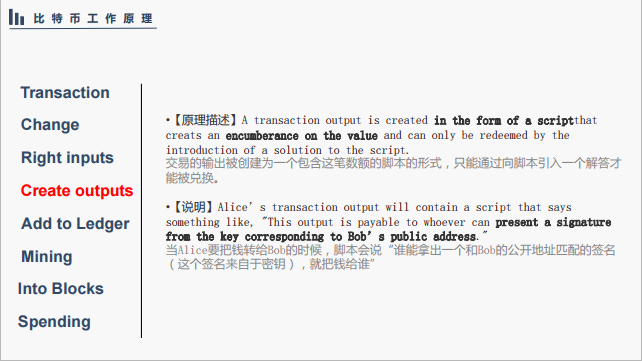 比特币工作原理
Transaction
Change
Right inputs
Create outputs
Add to Ledger
Mining
Into Blocks
Spending
•【原理描述】A transaction output is created in the form of a scriptthat
creats an encumberance on the value and can only be redeemed by the
introduction of a solution to the script.
交易的输出被创建为一个包含这笔数额的脚本的形式，只能通过向脚本引入一个解答才
能被兑换。
•【说明】Alice’s transaction output will contain a script that says
something like, "This output is payable to whoever can present a signature
from the key corresponding to Bob’s public address."
当Alice要把钱转给Bob的时候，脚本会说“谁能拿出一个和Bob的公开地址匹配的签名
（这个签名来自于密钥），就把钱给谁”